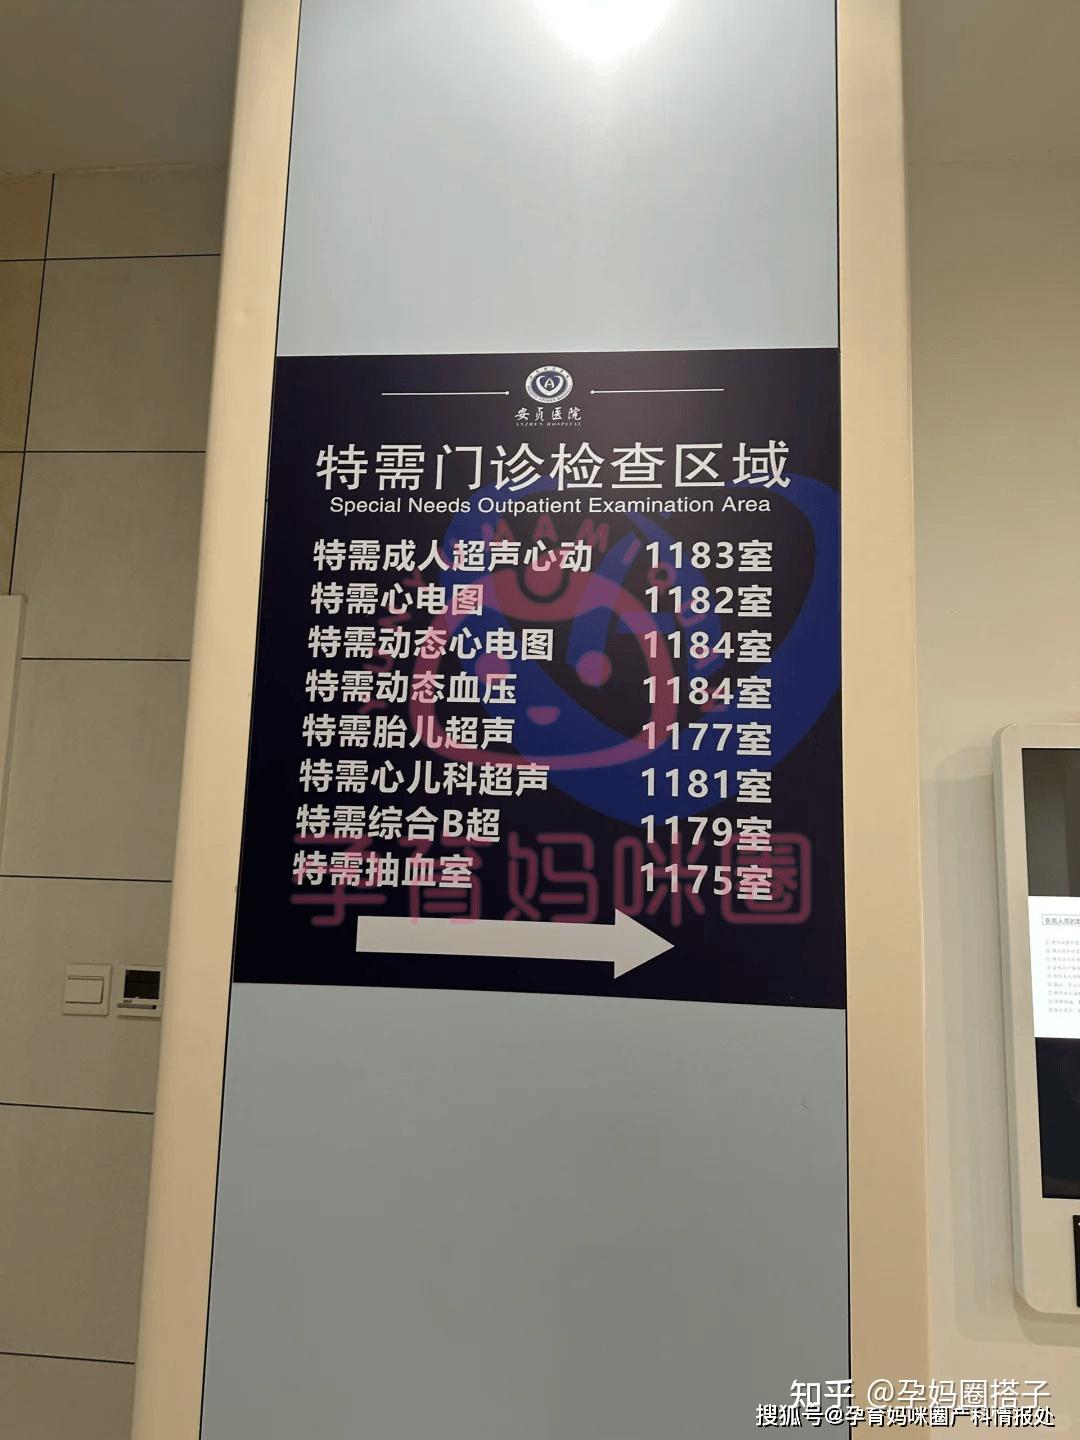 安贞医院
ANZHEN HOSPITAL
特需门诊检查区域
Special Needs Outpatient Examination Area
特需成人超声心动 1183室
特需心电图 1182室
特需动态心电图 1184室
特需动态血压 1184室
特需胎儿超声 1177室
特需心儿科超声 1181室
特需综合B超 1179室
特需抽血室 1175室
孕育妈咪圈
知乎 @孕妈圈搭子
搜狐号@孕育妈咪圈产科情报处